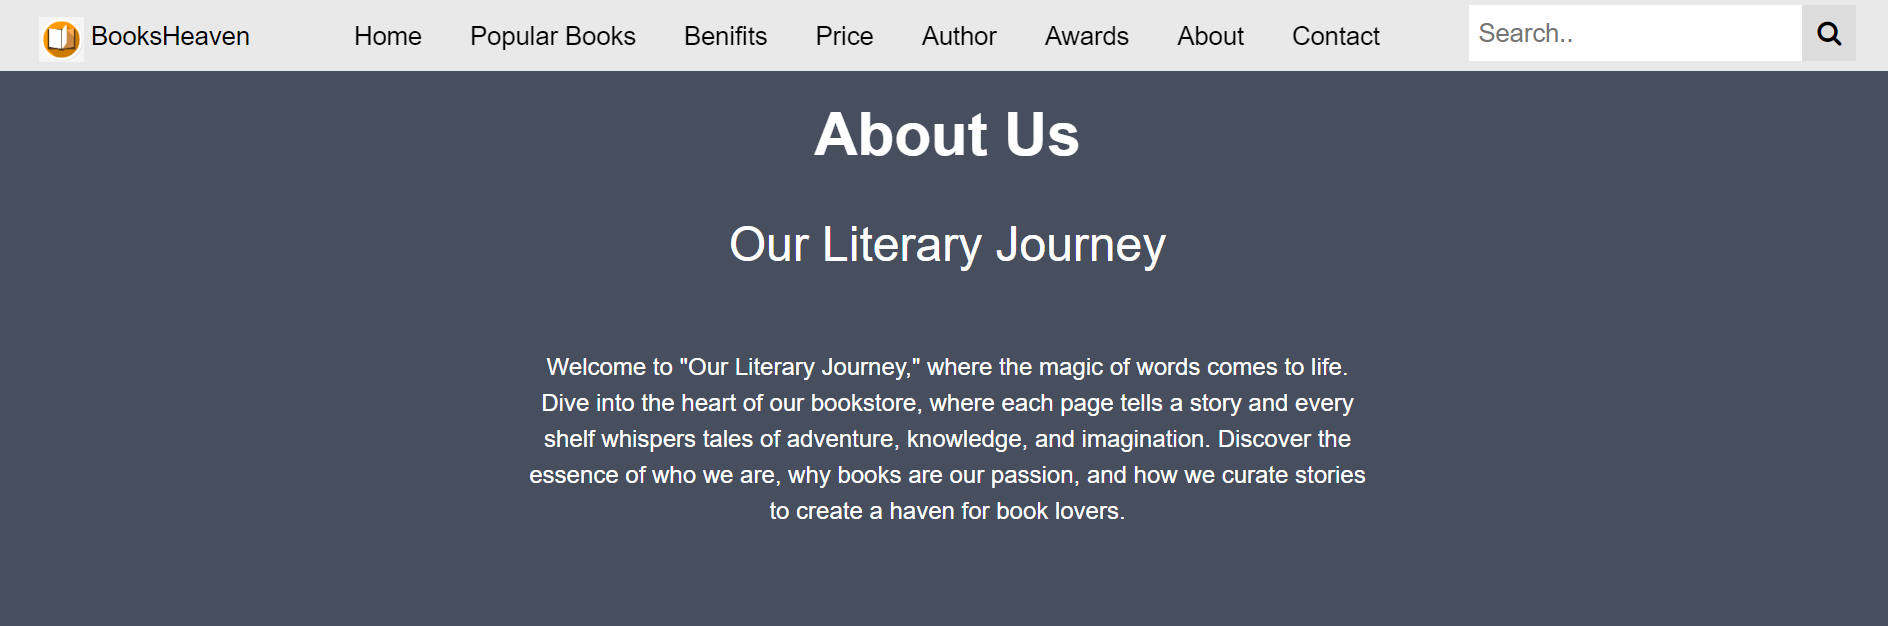 BooksHeaven Home Popular Books Benifits Price Author Awards About Contact Search..
About Us
Our Literary Journey
Welcome to "Our Literary Journey," where the magic of words comes to life.
Dive into the heart of our bookstore, where each page tells a story and every
shelf whispers tales of adventure, knowledge, and imagination. Discover the
essence of who we are, why books are our passion, and how we curate stories
to create a haven for book lovers.